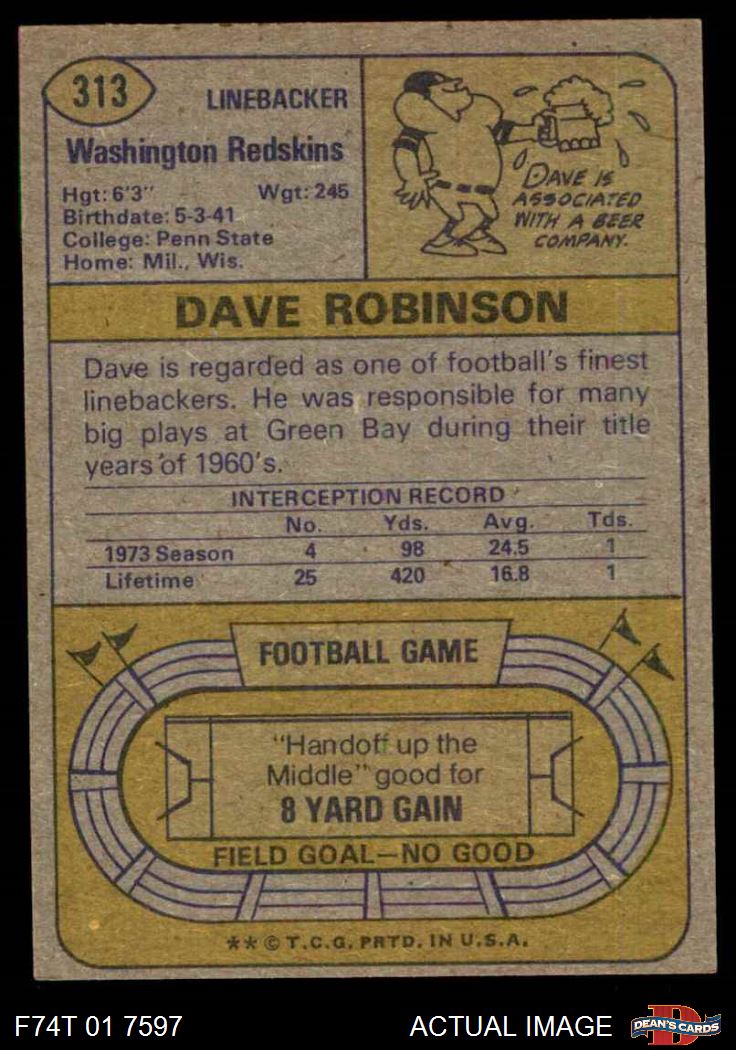 313
LINEBACKER
Washington Redskins
Hgt: 6'3" Wgt: 245
Birthdate: 5-3-41
College: Penn State
Home: Mil., Wis.
DAVE IS
ASSOCIATED
WITH A BEER
COMPANY.
DAVE ROBINSON
Dave is regarded as one of football's finest
linebackers. He was responsible for many
big plays at Green Bay during their title
years of 1960's.
INTERCEPTION RECORD
No. Yds. Avg. Tds.
1973 Season 4 98 24.5 1
Lifetime 25 420 16.8 1
FOOTBALL GAME
"Handoff up the
Middle" good for
8 YARD GAIN
FIELD GOAL—NO GOOD
** © T.C.G. PRTD. IN U.S.A.
F74T 01 7597
ACTUAL IMAGE
D
DEAN'S CARDS